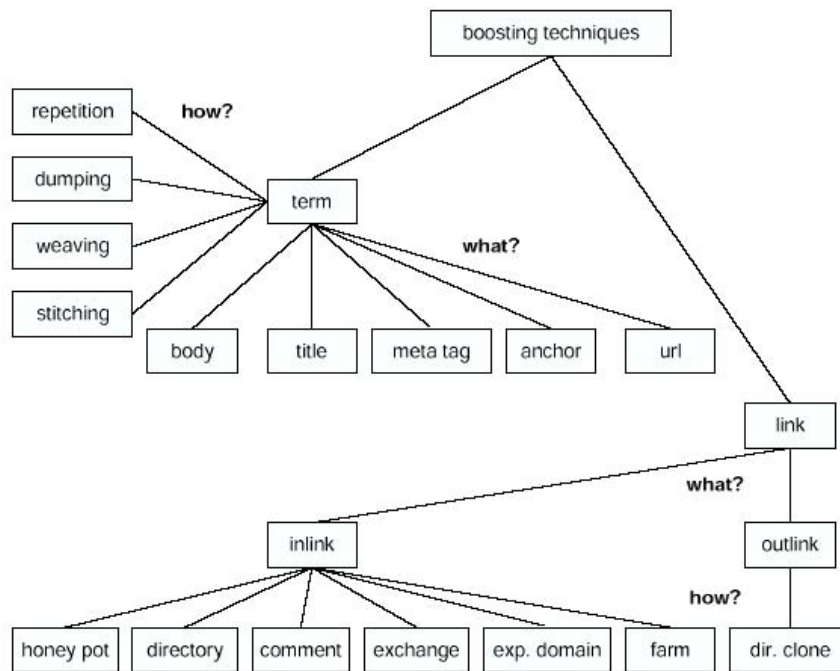 boosting techniques
repetition
how?
dumping
term
weaving
what?
stitching
body
title
meta tag
anchor
url
link
what?
inlink
outlink
how?
honey pot
directory
comment
exchange
exp. domain
farm
dir. clone